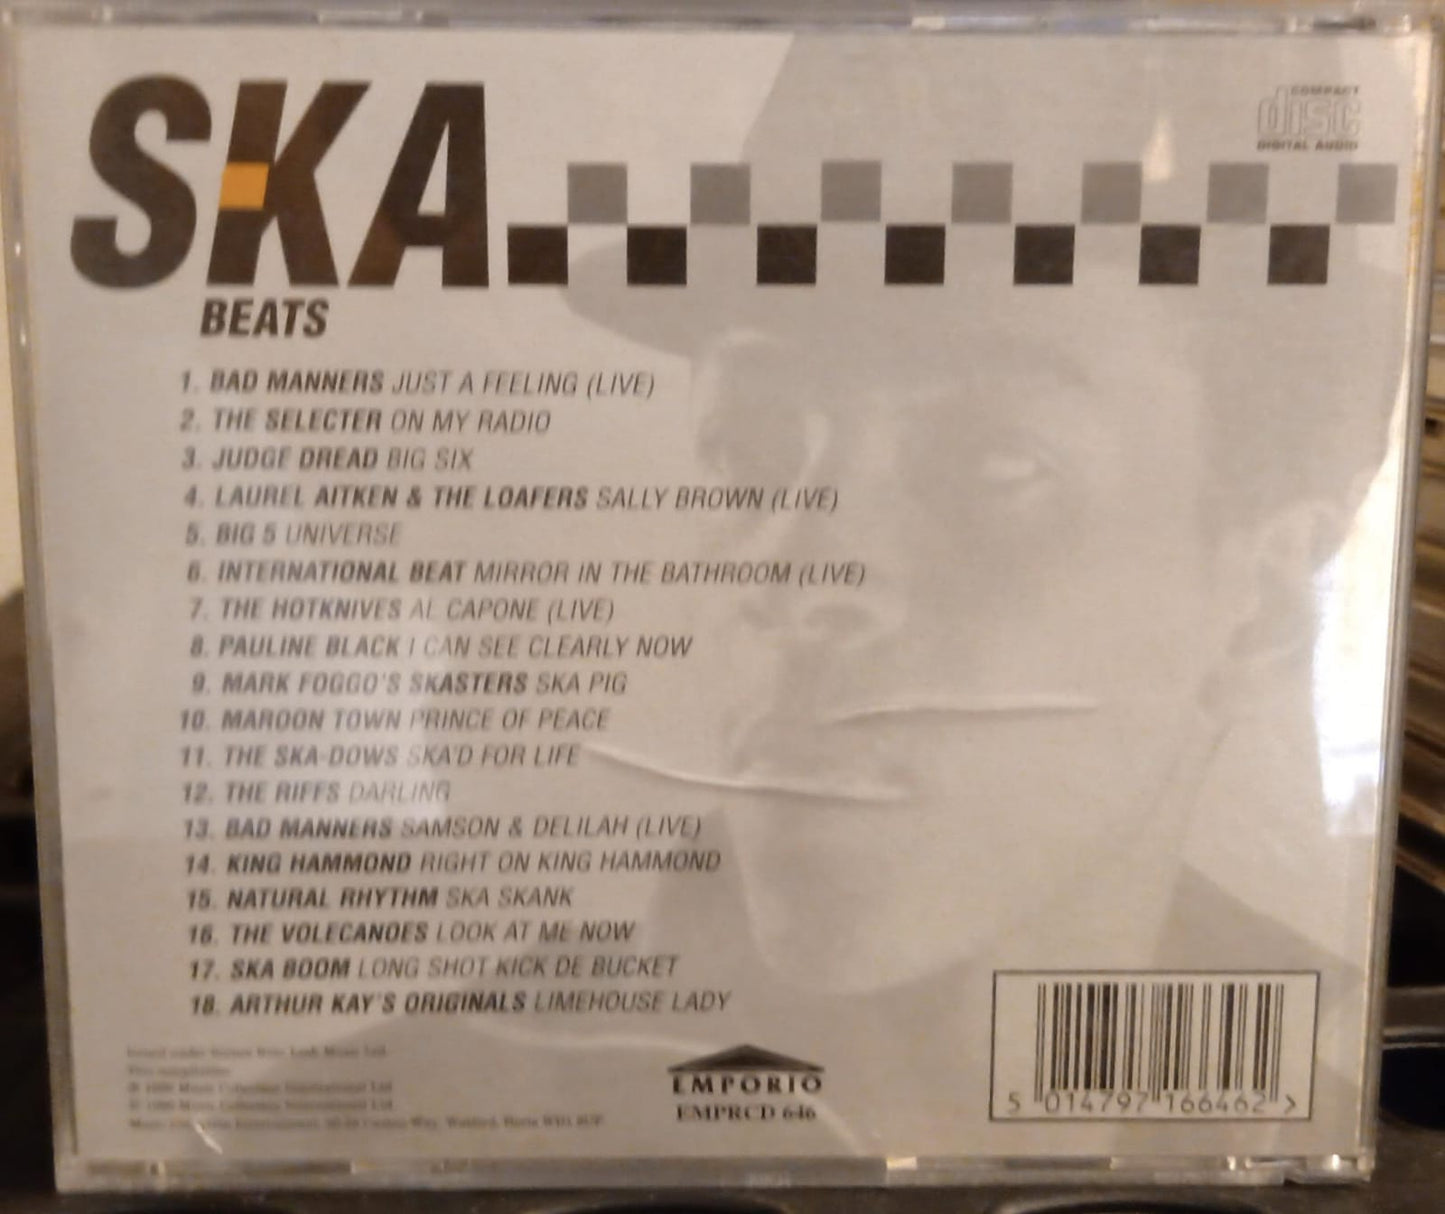 SKA
COMPACT
disc
DIGITAL AUDIO
BEATS
1. BAD MANNERS JUST A FEELING (LIVE)
2. THE SELECTER ON MY RADIO
3. JUDGE DREAD BIG SIX
4. LAUREL AITKEN & THE LOAFERS SALLY BROWN (LIVE)
5. BIG 5 UNIVERSE
6. INTERNATIONAL BEAT MIRROR IN THE BATHROOM (LIVE)
7. THE HOTKNIVES AL CAPONE (LIVE)
8. PAULINE BLACK I CAN SEE CLEARLY NOW
9. MARK FOGGO'S SKASTERS SKA PIG
10. MAROON TOWN PRINCE OF PEACE
11. THE SKA-DOWS SKA'D FOR LIFE
12. THE RIFFS DARLING
13. BAD MANNERS SAMSON & DELILAH (LIVE)
14. KING HAMMOND RIGHT ON KING HAMMOND
15. NATURAL RHYTHM SKA SKANK
16. THE VOLECANOES LOOK AT ME NOW
17. SKA BOOM LONG SHOT KICK DE BUCKET
18. ARTHUR KAY'S ORIGINALS LIMEHOUSE LADY
EMPORIO
EMPRCD 646
5 014797 166462 >